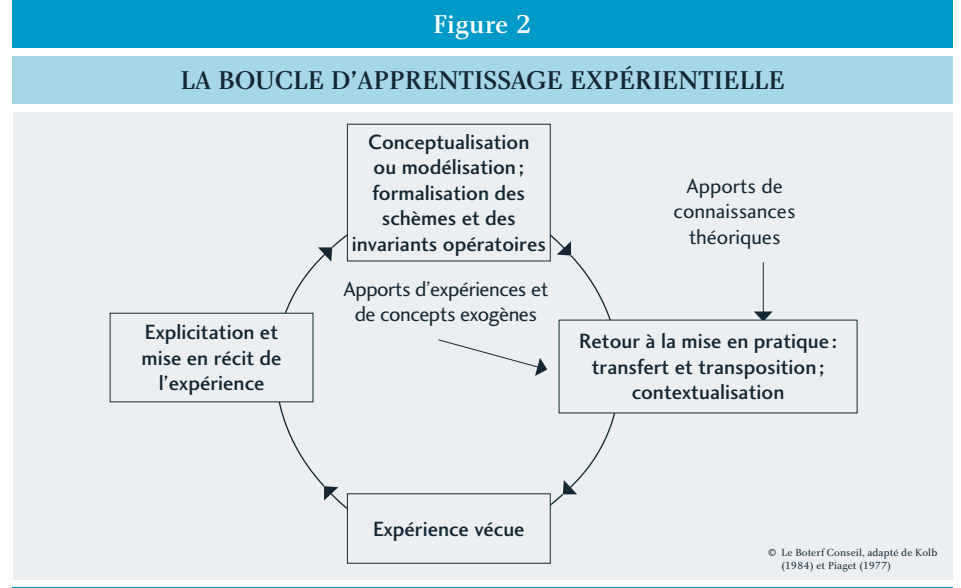 Figure 2
LA BOUCLE D'APPRENTISSAGE EXPÉRIENTIELLE
Conceptualisation
ou modélisation ;
formalisation des
schèmes et des
invariants opératoires
Apports de
connaissances
théoriques
Apports d'expériences et
de concepts exogènes
Explicitation et
mise en récit de
l'expérience
Retour à la mise en pratique :
transfert et transposition ;
contextualisation
Expérience vécue
© Le Boterf Conseil, adapté de Kolb
(1984) et Piaget (1977)